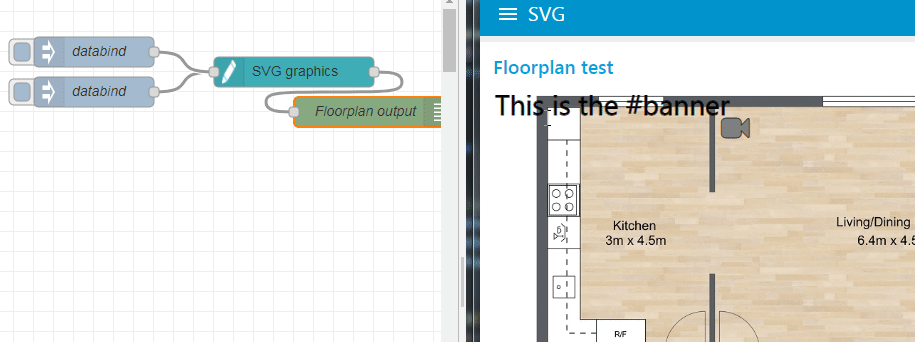 databind
databind
SVG graphics
Floorplan output
SVG
Floorplan test
This is the #banner
Kitchen
3m x 4.5m
Living/Dining
6.4m x 4.5
R/F